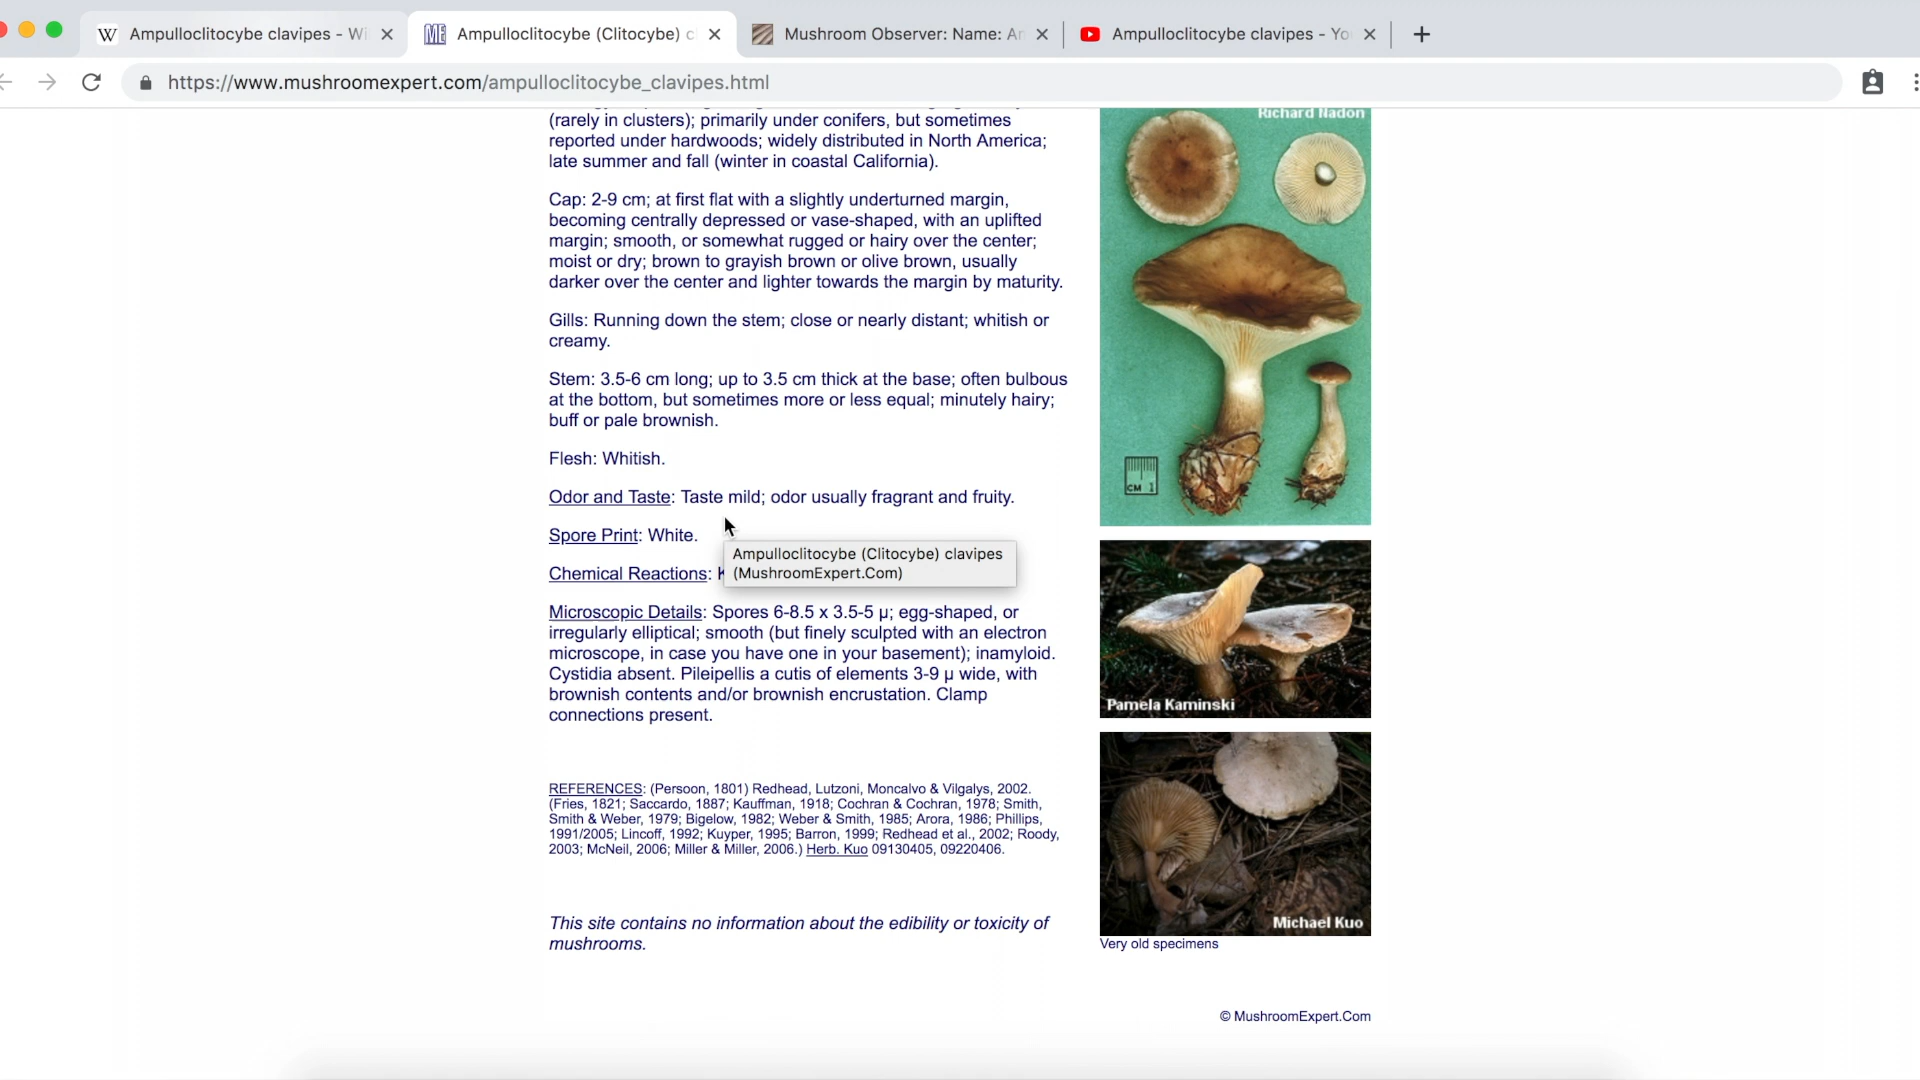 Ampulloclitocybe clavipes - Wi
Ampulloclitocybe (Clitocybe) c
Mushroom Observer: Name: A
Ampulloclitocybe clavipes - Yo
https://www.mushroomexpert.com/ampulloclitocybe_clavipes.html
(rarely in clusters); primarily under conifers, but sometimes
reported under hardwoods; widely distributed in North America;
late summer and fall (winter in coastal California).
Cap: 2-9 cm; at first flat with a slightly underturned margin,
becoming centrally depressed or vase-shaped, with an uplifted
margin; smooth, or somewhat rugged or hairy over the center;
moist or dry; brown to grayish brown or olive brown, usually
darker over the center and lighter towards the margin by maturity.
Gills: Running down the stem; close or nearly distant; whitish or
creamy.
Stem: 3.5-6 cm long; up to 3.5 cm thick at the base; often bulbous
at the bottom, but sometimes more or less equal; minutely hairy;
buff or pale brownish.
Flesh: Whitish.
Odor and Taste: Taste mild; odor usually fragrant and fruity.
Spore Print: White.
Chemical Reactions: K
Ampulloclitocybe (Clitocybe) clavipes
(MushroomExpert.Com)
Microscopic Details: Spores 6-8.5 x 3.5-5 µ; egg-shaped, or
irregularly elliptical; smooth (but finely sculpted with an electron
microscope, in case you have one in your basement); inamyloid.
Cystidia absent. Pileipellis a cutis of elements 3-9 µ wide, with
brownish contents and/or brownish encrustation. Clamp
connections present.
REFERENCES: (Persoon, 1801) Redhead, Lutzoni, Moncalvo & Vilgalys, 2002.
(Fries, 1821; Saccardo, 1887; Kauffman, 1918; Cochran & Cochran, 1978; Smith,
Smith & Weber, 1979; Bigelow, 1982; Weber & Smith, 1985; Arora, 1986; Phillips,
1991/2005; Lincoff, 1992; Kuyper, 1995; Barron, 1999; Redhead et al., 2002; Roody,
2003; McNeil, 2006; Miller & Miller, 2006.) Herb. Kuo 09130405, 09220406.
This site contains no information about the edibility or toxicity of
mushrooms.
Richard Nadon
CM 1
Pamela Kaminski
Michael Kuo
Very old specimens
© MushroomExpert.Com